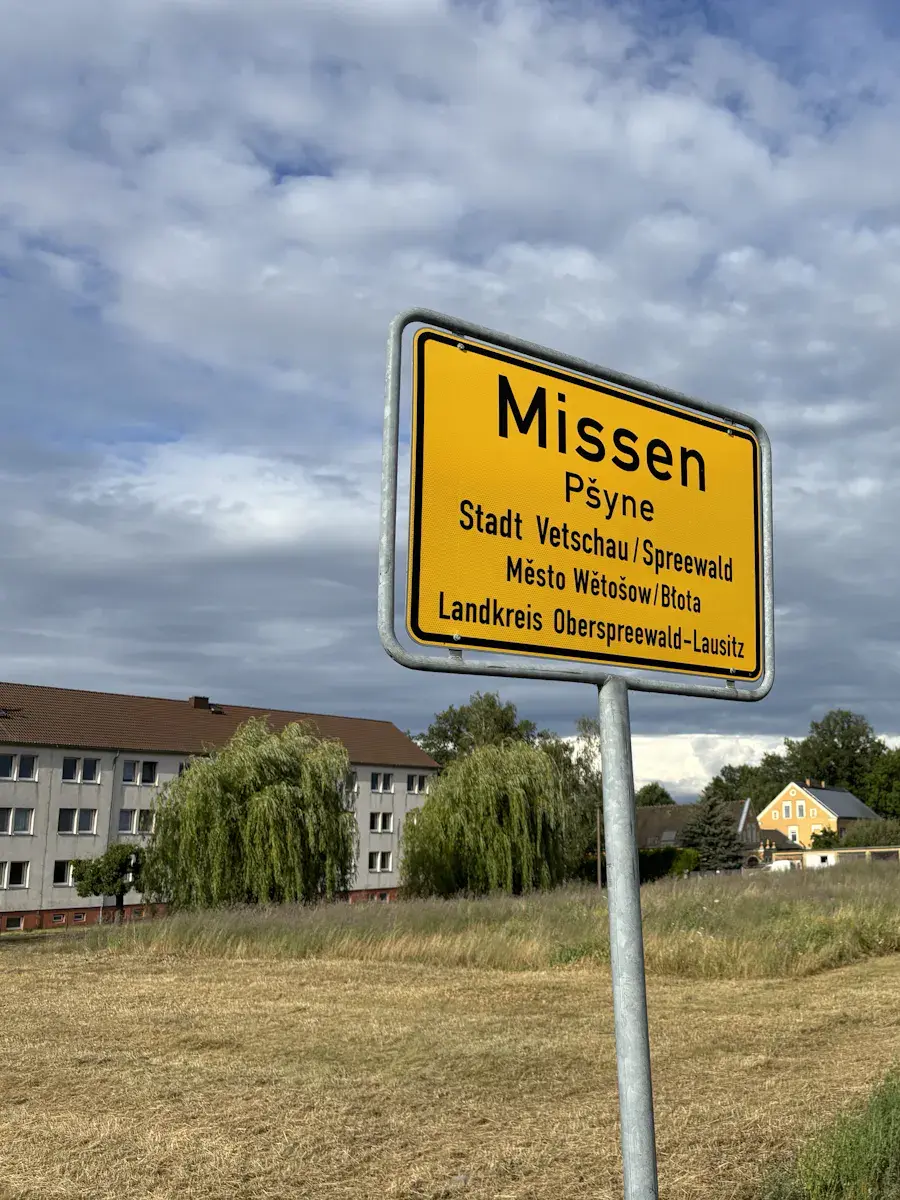 Missen
Pšyne
Stadt Vetschau/Spreewald
Město Wětošow/Błota
Landkreis Oberspreewald-Lausitz